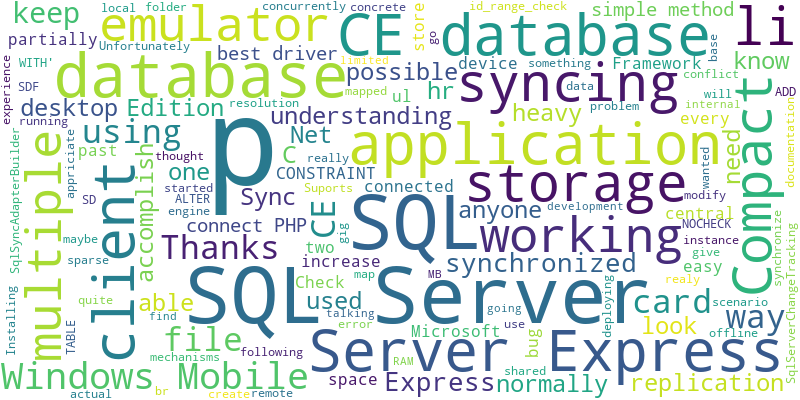 local folder concurrently concrete id_range_check simple method
keep emulator CE database store li
partially Unfortunately best driver go base
WITH' limited device something Framework know
SDF database possible mapped syncing data conflict
experience desktop Edition ul hr problem will internal ADD
running resolution understanding heavy every
multiple using Net application Compact
past CONSTRAINT C
appriciate one thought really Suports connected wanted need
SD ALTER Sync started storage modify documentation
client p SQL anyone development central NOCHECK
SqlSyncAdapterBuilder accomplish engine connect PHP CE two gig working instance
maybe Thanks increase synchronized give easy
sparse Check map MB card scenario synchronize
TABLE quite able used SQL Server going deploying way
Installing find talking use look offline
file error Microsoft realy SqlServerChangeTracking
mechanisms following Server Express bug shared
Windows Mobile space RAM Express normally replication
actual br create remote